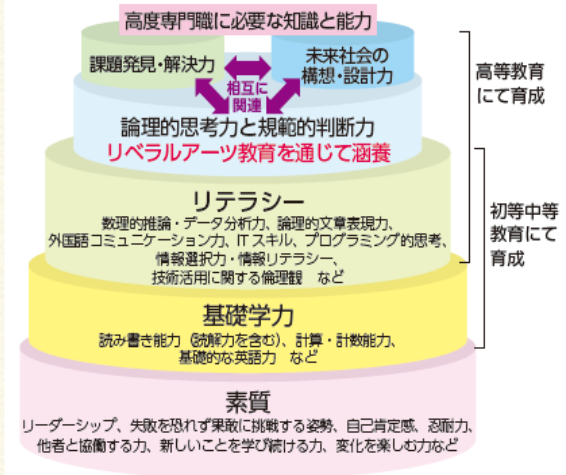 高度専門職に必要な知識と能力
課題発見・解決力
未来社会の
構想・設計力
相互に
関連
論理的思考力と規範的判断力
リベラルアーツ教育を通じて涵養
リテラシー
数理的推論・データ分析力、論理的文章表現力、
外国語コミュニケーション力、ITスキル、プログラミング的思考、
情報選択力・情報リテラシー、
技術活用に関する倫理観 など
基礎学力
読み書き能力(読解力を含む)、計算・計数能力、
基礎的な英語力 など
素質
リーダーシップ、失敗を恐れず果敢に挑戦する姿勢、自己肯定感、忍耐力、
他者と協働する力、新しいことを学び続ける力、変化を楽しむ力など
高等教育
にて育成
初等中等
教育にて
育成